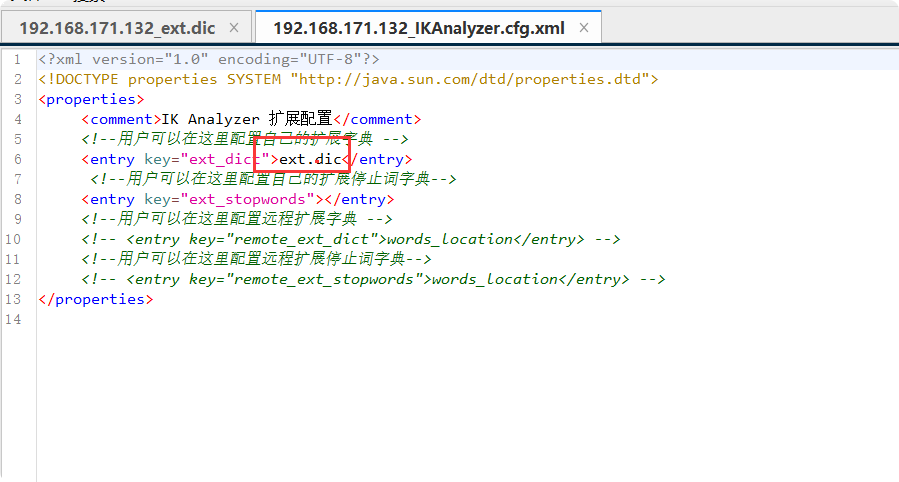 192.168.171.132_ext.dic × 192.168.171.132_IKAnalyzer.cfg.xml ×
1 <?xml version="1.0" encoding="UTF-8"?>
2 <!DOCTYPE properties SYSTEM "http://java.sun.com/dtd/properties.dtd">
3 <properties>
4 <comment>IK Analyzer 扩展配置</comment>
5 <!--用户可以在这里配置自己的扩展字典 -->
6 <entry key="ext_dict">ext.dic</entry>
7 <!--用户可以在这里配置自己的扩展停止词字典-->
8 <entry key="ext_stopwords"></entry>
9 <!--用户可以在这里配置远程扩展字典 -->
10 <!-- <entry key="remote_ext_dict">words_location</entry> -->
11 <!--用户可以在这里配置远程扩展停止词字典-->
12 <!-- <entry key="remote_ext_stopwords">words_location</entry> -->
13 </properties>
14